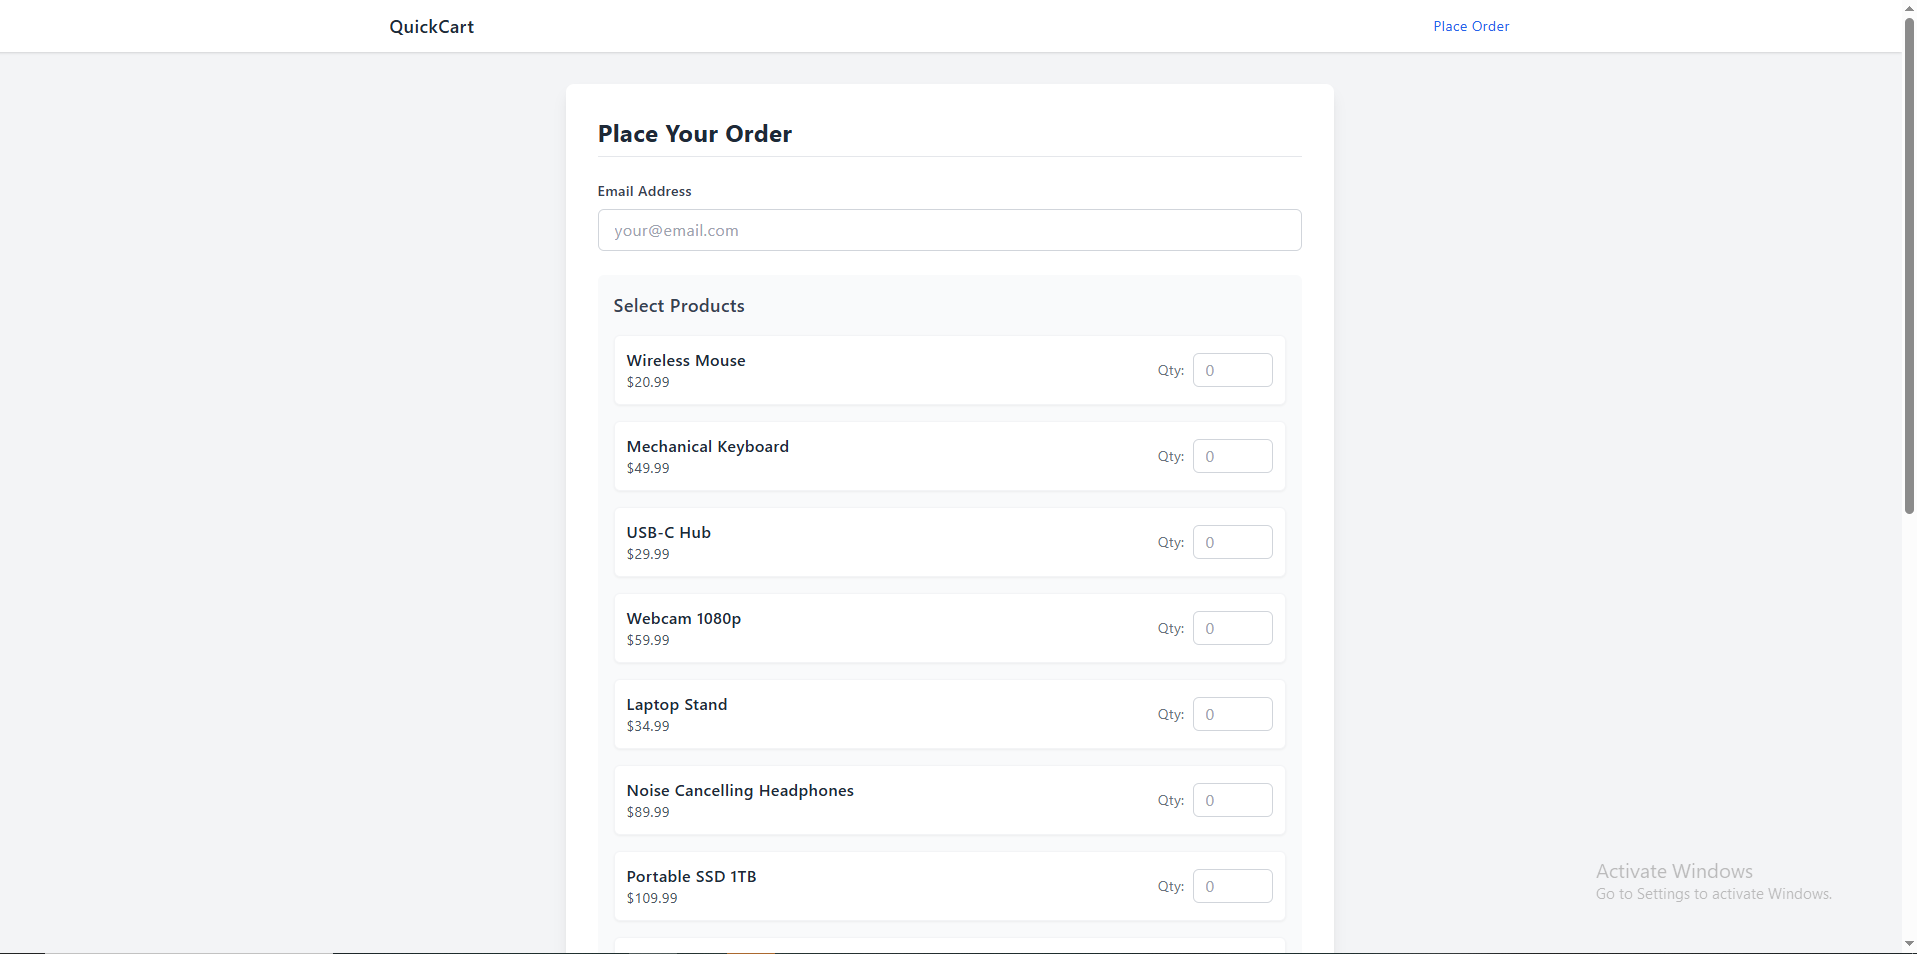 QuickCart
Place Order
Place Your Order
Email Address
your@email.com
Select Products
Wireless Mouse
$20.99
Qty: 0
Mechanical Keyboard
$49.99
Qty: 0
USB-C Hub
$29.99
Qty: 0
Webcam 1080p
$59.99
Qty: 0
Laptop Stand
$34.99
Qty: 0
Noise Cancelling Headphones
$89.99
Qty: 0
Portable SSD 1TB
$109.99
Qty: 0
Activate Windows
Go to Settings to activate Windows.